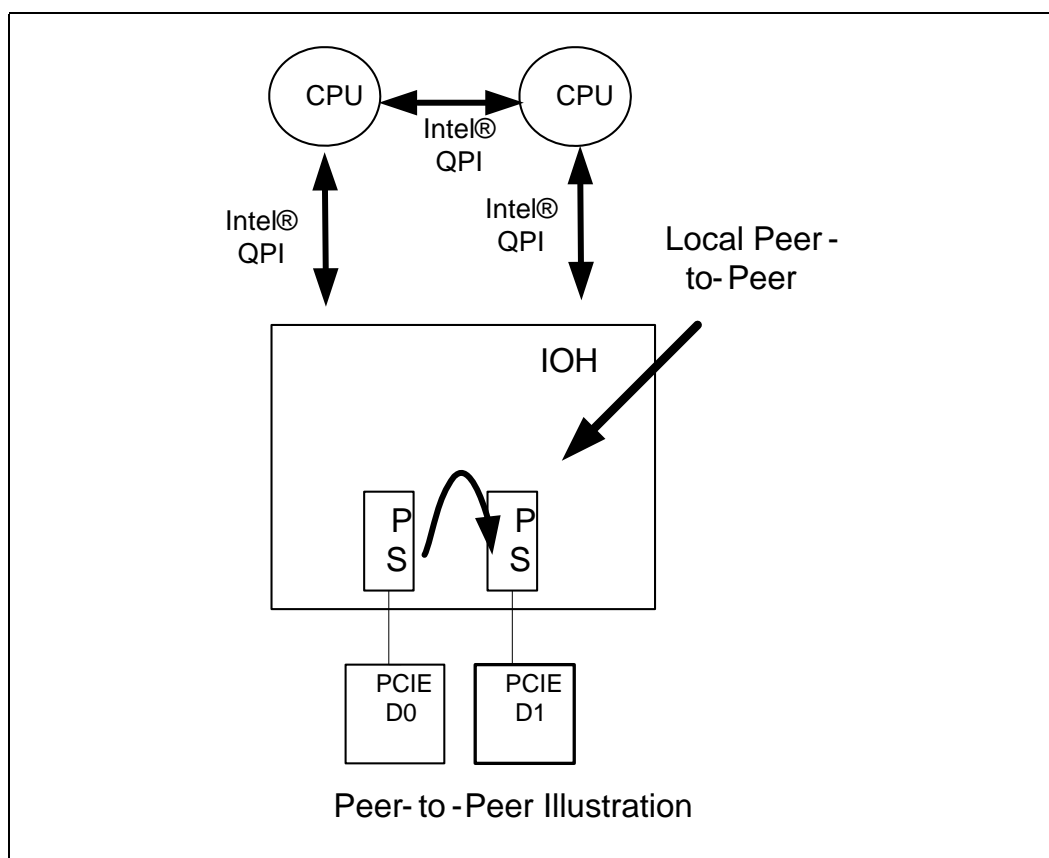 CPU
CPU
Intel®
QPI
Intel®
QPI
Intel®
QPI
Local Peer -
to- Peer
IOH
P
S
P
S
PCIE
D0
PCIE
D1
Peer- to -Peer Illustration